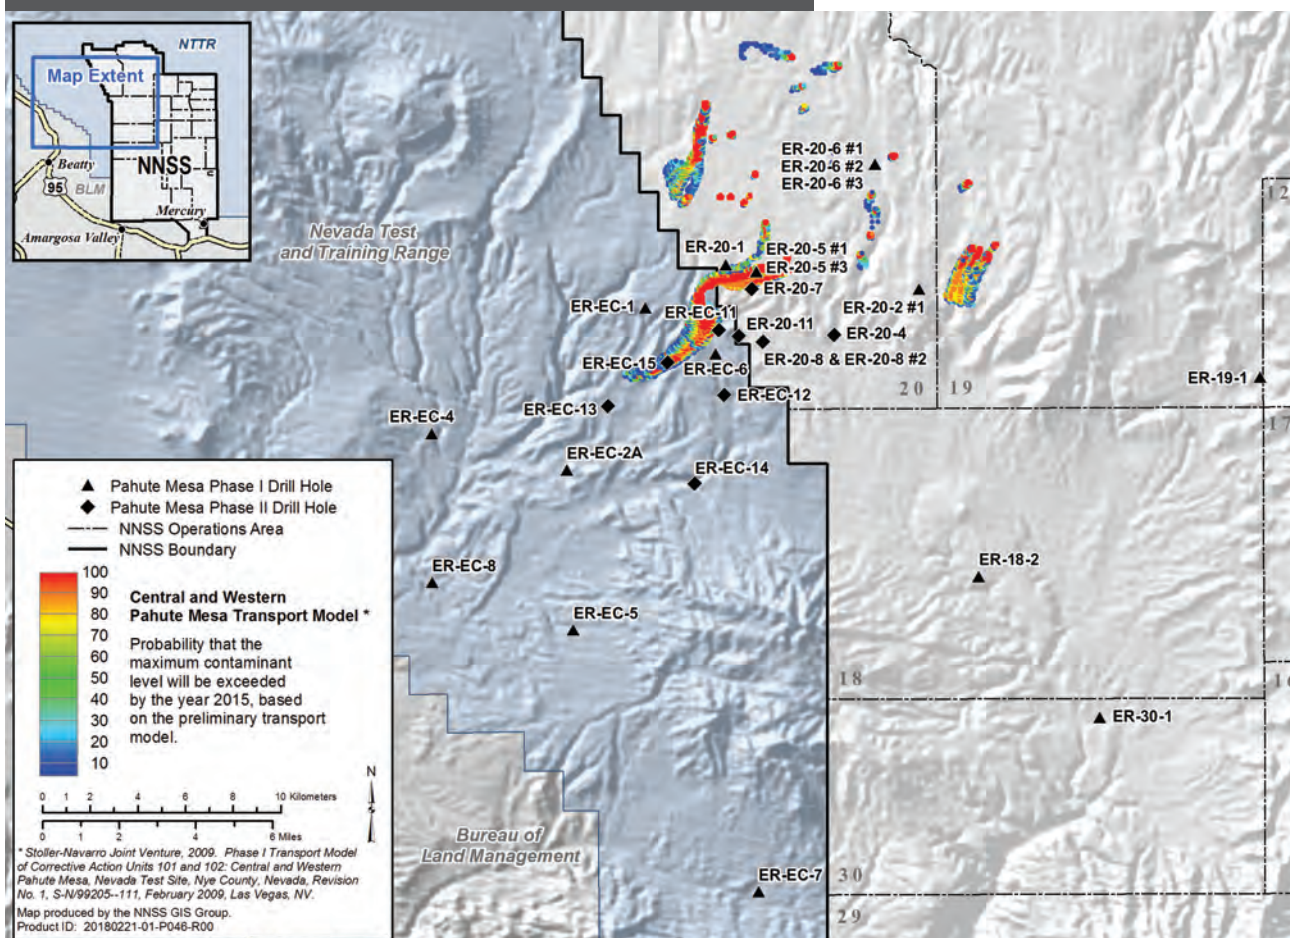 NTTR
Map Extent
NNSS
Beatty
95
BLM
Mercury
Amargosa Valley
Nevada Test
and Training Range
ER-20-6 #1
ER-20-6 #2
ER-20-6 #3
12
ER-20-1
ER-20-5 #1
ER-20-5 #3
ER-20-7
ER-EC-1
ER-EC-11
ER-20-2 #1
ER-20-11
ER-20-4
ER-EC-15
ER-EC-6
ER-20-8 & ER-20-8 #2
ER-19-1
20
19
ER-EC-13
ER-EC-12
ER-EC-4
17
ER-EC-2A
ER-EC-14
ER-EC-8
ER-18-2
ER-EC-5
18
16
ER-30-1
Bureau of
Land Management
ER-EC-7
30
29
Pahute Mesa Phase I Drill Hole
Pahute Mesa Phase II Drill Hole
NNSS Operations Area
NNSS Boundary
100
90
80
70
60
50
40
30
20
10
Central and Western
Pahute Mesa Transport Model *
Probability that the
maximum contaminant
level will be exceeded
by the year 2015, based
on the preliminary transport
model.
N
0 1 2 4 6 8 10 Kilometers
0 1 2 4 6 Miles
* Stoller-Navarro Joint Venture, 2009. Phase I Transport Model
of Corrective Action Units 101 and 102: Central and Western
Pahute Mesa, Nevada Test Site, Nye County, Nevada, Revision
No. 1, S-N/99205--111, February 2009, Las Vegas, NV.
Map produced by the NNSS GIS Group.
Product ID: 20180221-01-P046-R00